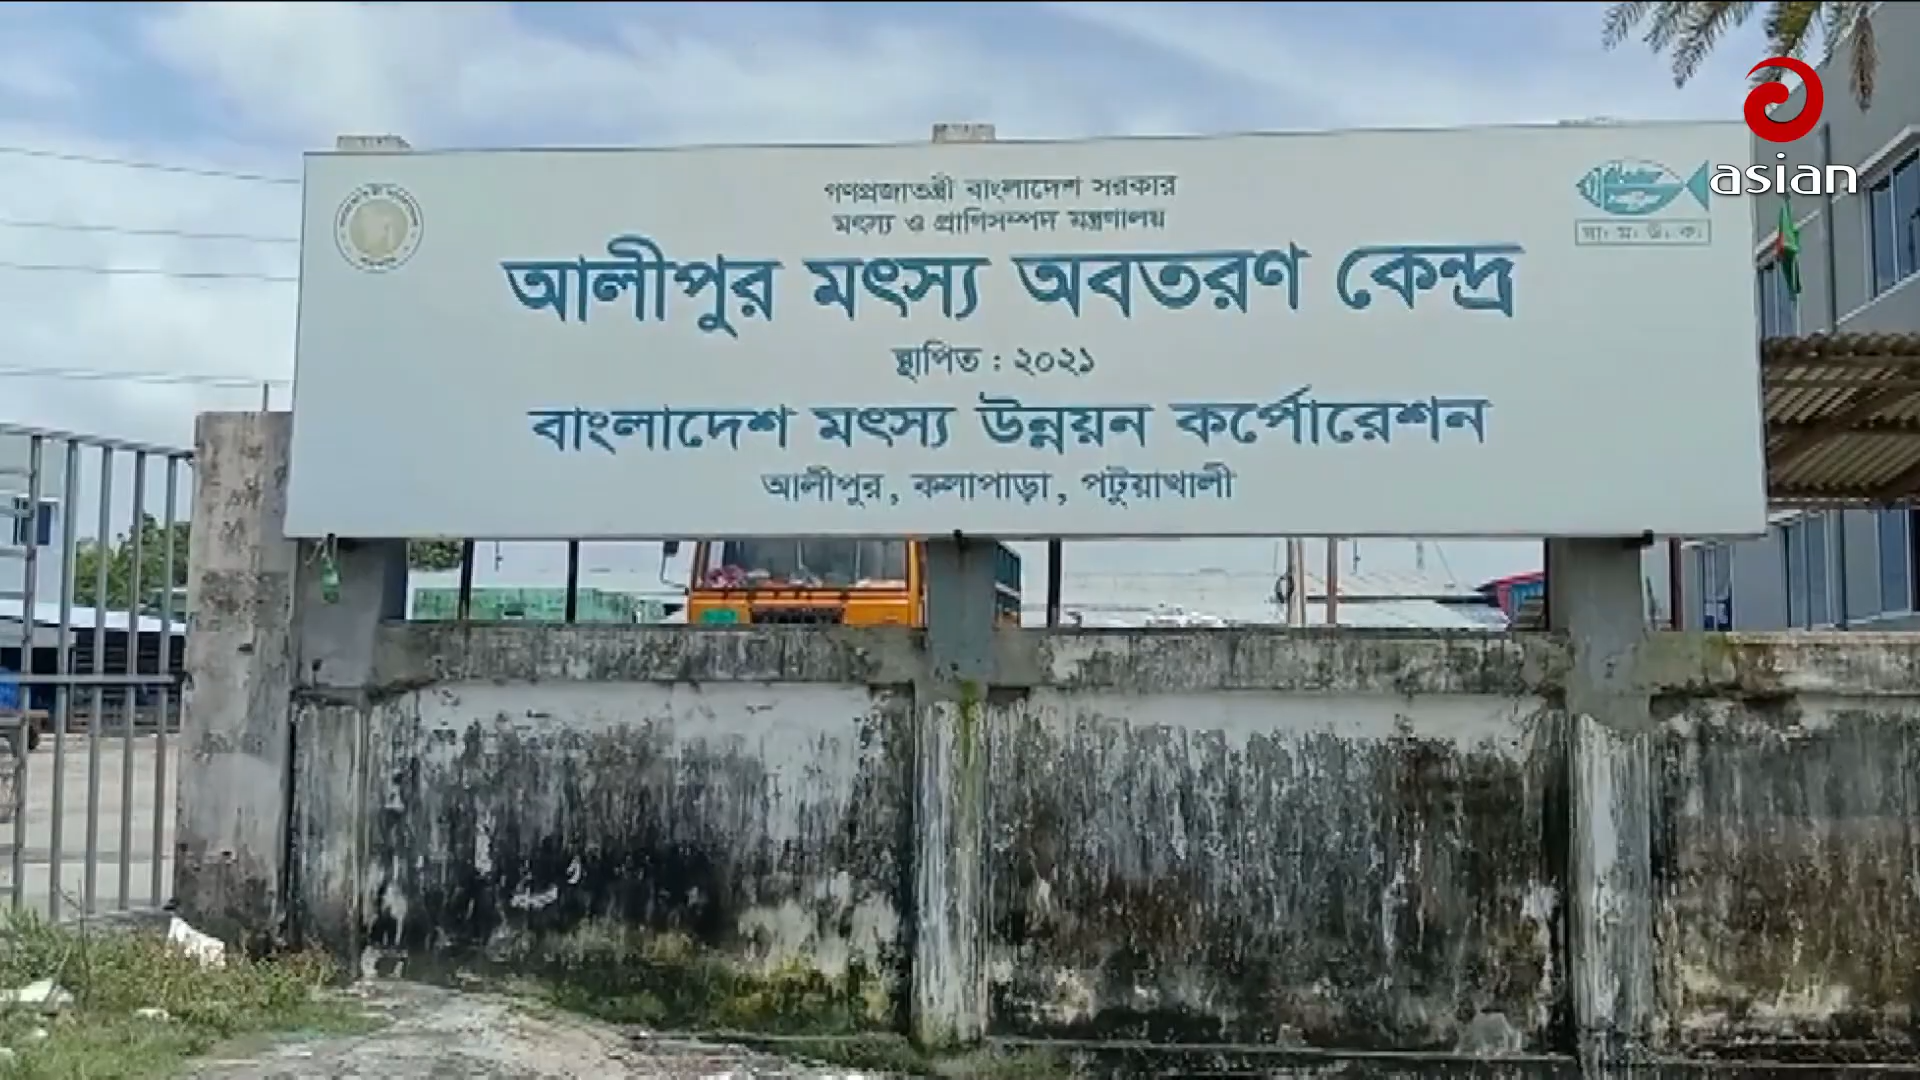 গণপ্রজাতন্ত্রী বাংলাদেশ সরকার
মৎস্য ও প্রাণিসম্পদ মন্ত্রণালয়
আলীপুর মৎস্য অবতরণ কেন্দ্র
স্থাপিত : ২০২১
বাংলাদেশ মৎস্য উন্নয়ন কর্পোরেশন
আলীপুর, কলাপাড়া, পটুয়াখালী
বা. ম. উ. ক.
asian